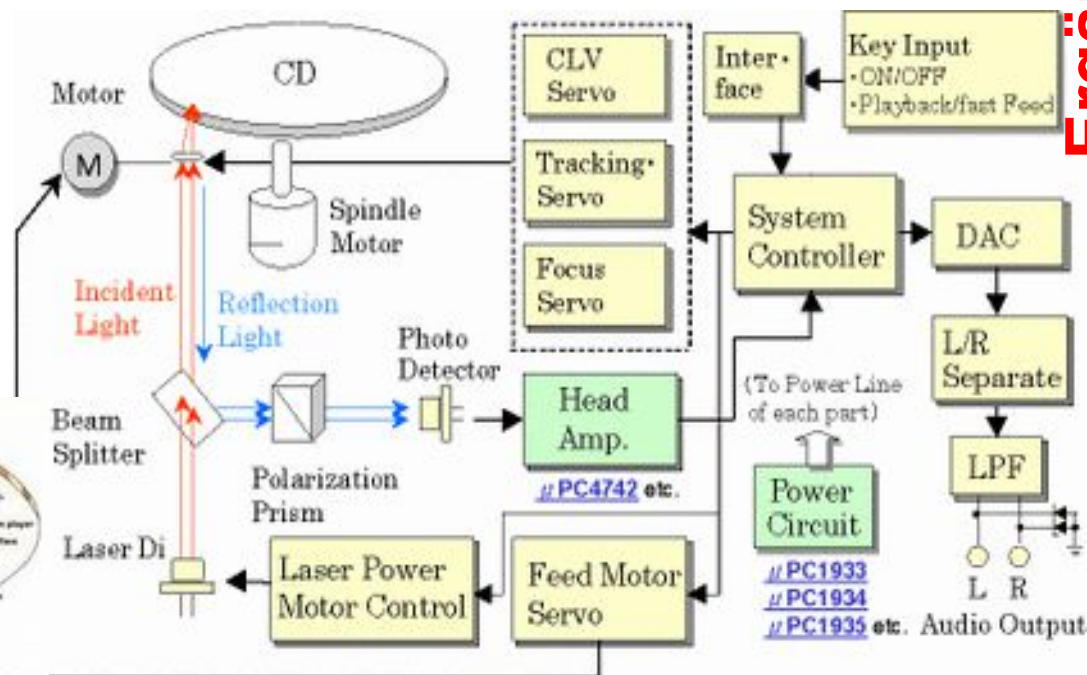 CD
Motor
M
Spindle
Motor
Incident
Light
Reflection
Light
Beam
Splitter
Polarization
Prism
Photo
Detector
Laser Di
Laser Power
Motor Control
Feed Motor
Servo
CLV
Servo
Tracking·
Servo
Focus
Servo
Inter·
face
Key Input
·ON/OFF
·Playback/fast Feed
System
Controller
DAC
L/R
Separate
LPF
L R
Audio Output
Head
Amp.
μPC4742 etc.
(To Power Line
of each part)
Power
Circuit
μPC1933
μPC1934
μPC1935 etc.
player